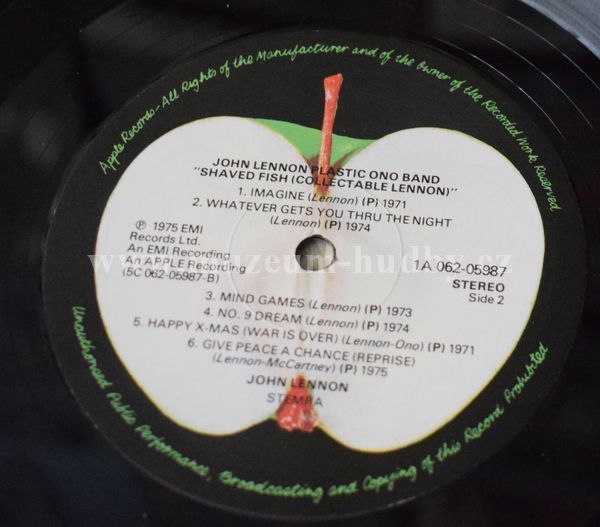 Apple Records-All Rights of the Manufacturer and of the Owner of the Recorded Work Reserved
JOHN LENNON PLASTIC ONO BAND
"SHAVED FISH (COLLECTABLE LENNON)"
1. IMAGINE (Lennon) (P) 1971
2. WHATEVER GETS YOU THRU THE NIGHT
(Lennon) (P) 1974
℗ 1975 EMI
Records Ltd.
An EMI Recording
An APPLE Recording
(5C 062-05987-B)
1A 062-05987
STEREO
Side 2
www.muzeum-hudby.cz
3. MIND GAMES (Lennon) (P) 1973
4. NO. 9 DREAM (Lennon) (P) 1974
5. HAPPY X-MAS (WAR IS OVER) (Lennon-Ono) (P) 1971
6. GIVE PEACE A CHANCE (REPRISE)
(Lennon-McCartney) (P) 1975
JOHN LENNON
STEMRA
Unauthorised Public Performance, Broadcasting and Copying of this Record Prohibited